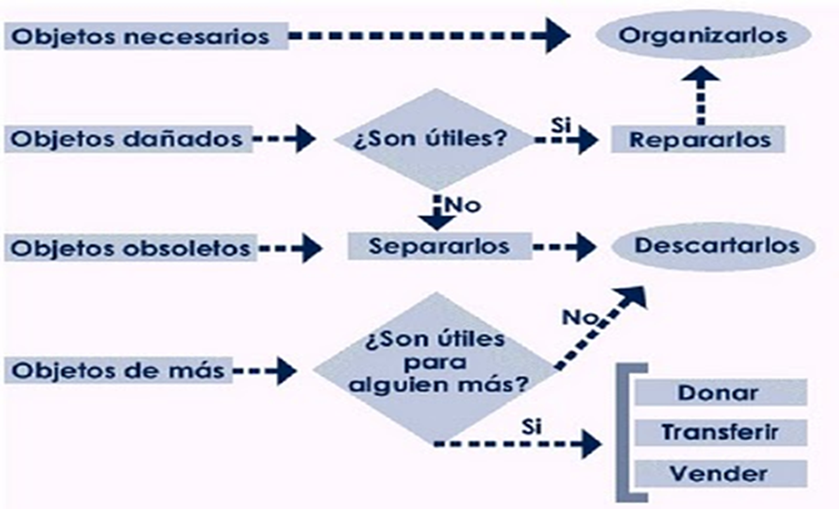 Objetos necesarios
Organizarlos
Objetos dañados
¿Son útiles?
Si
Repararlos
No
Objetos obsoletos
Separarlos
Descartarlos
Objetos de más
¿Son útiles
para
alguien más?
No
Si
Donar
Transferir
Vender